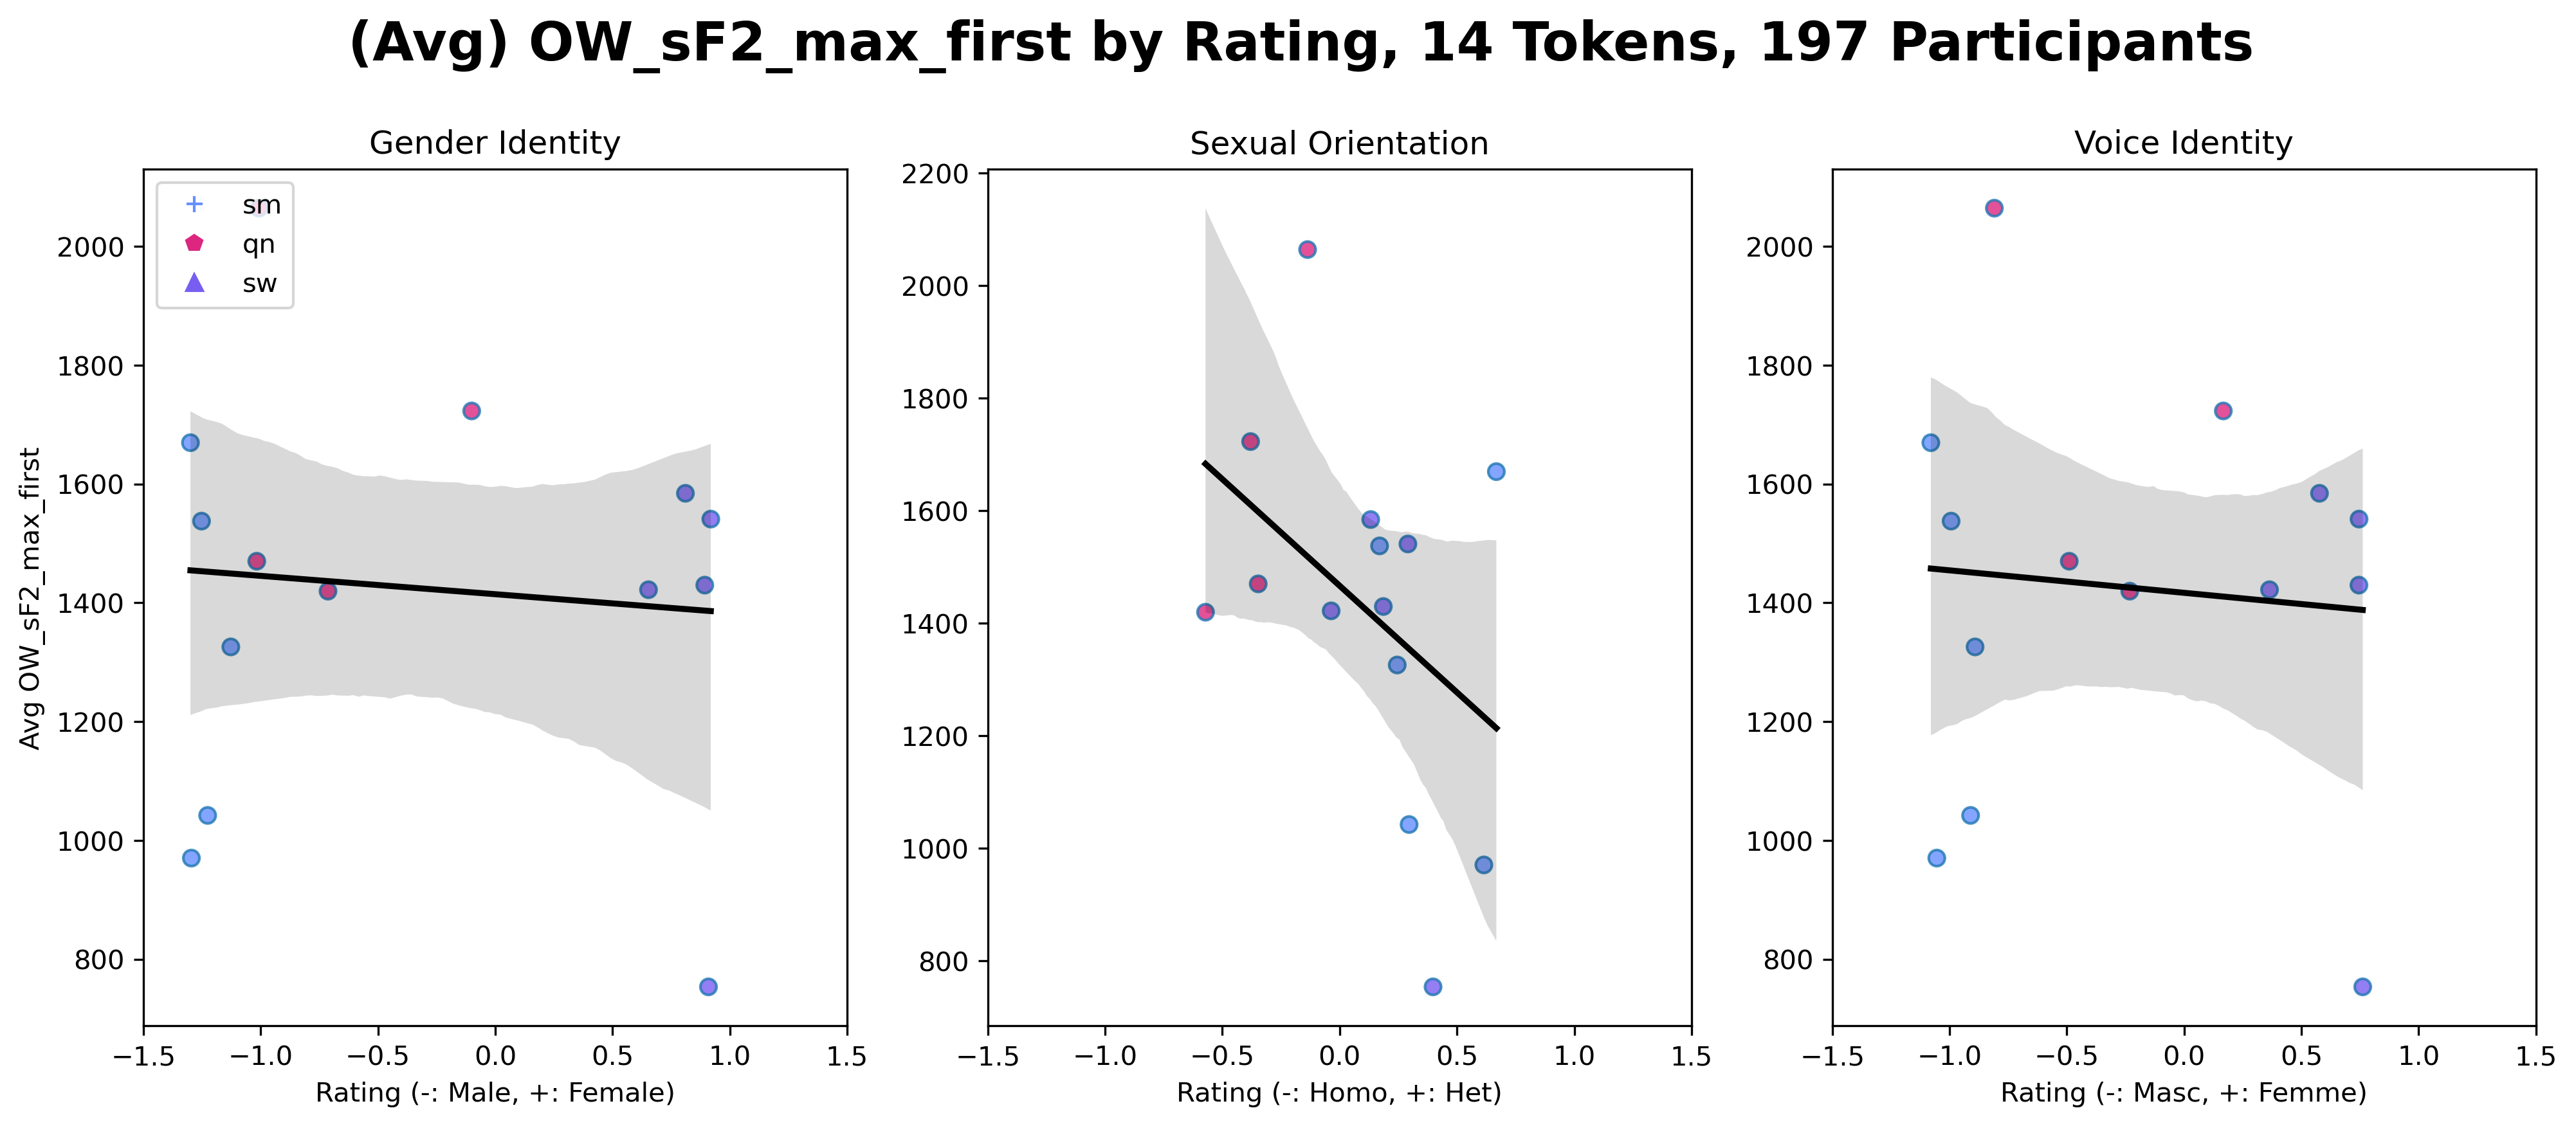 (Avg) OW_sF2_max_first by Rating, 14 Tokens, 197 Participants
Gender Identity
sm
qn
sw
2000
1800
1600
1400
1200
1000
800
Avg OW_sF2_max_first
−1.5 −1.0 −0.5 0.0 0.5 1.0 1.5
Rating (-: Male, +: Female)
Sexual Orientation
2200
2000
1800
1600
1400
1200
1000
800
−1.5 −1.0 −0.5 0.0 0.5 1.0 1.5
Rating (-: Homo, +: Het)
Voice Identity
2000
1800
1600
1400
1200
1000
800
−1.5 −1.0 −0.5 0.0 0.5 1.0 1.5
Rating (-: Masc, +: Femme)